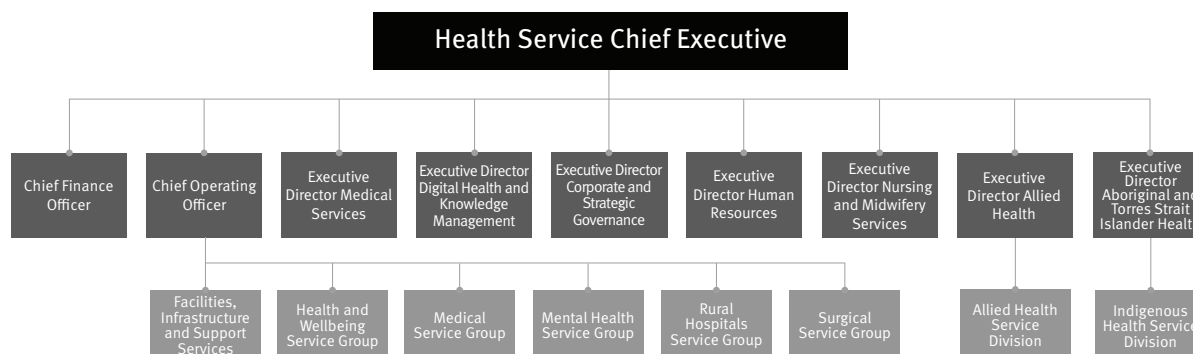 Health Service Chief Executive
Chief Finance
Officer
Chief Operating
Officer
Executive
Director Medical
Services
Executive Director
Digital Health and
Knowledge
Management
Executive Director
Corporate and
Strategic
Governance
Executive
Director Human
Resources
Executive
Director Nursing
and Midwifery
Services
Executive
Director Allied
Health
Executive
Director
Aboriginal and
Torres Strait
Islander Health
Facilities,
Infrastructure
and Support
Services
Health and
Wellbeing
Service Group
Medical
Service Group
Mental Health
Service Group
Rural
Hospitals
Service Group
Surgical
Service Group
Allied Health
Service
Division
Indigenous
Health Service
Division